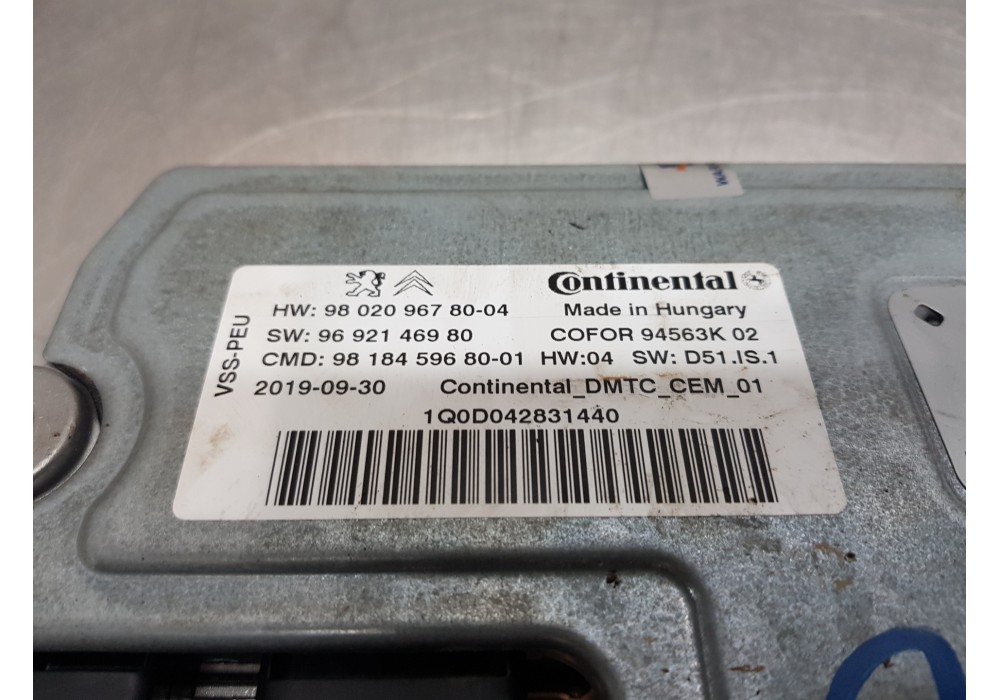 Continental
HW: 98 020 967 80-04 Made in Hungary
SW: 96 921 469 80 COFOR 94563K 02
CMD: 98 184 596 80-01 HW:04 SW: D51.IS.1
2019-09-30 Continental_DMTC_CEM_01
1Q0D042831440
VSS-PEU